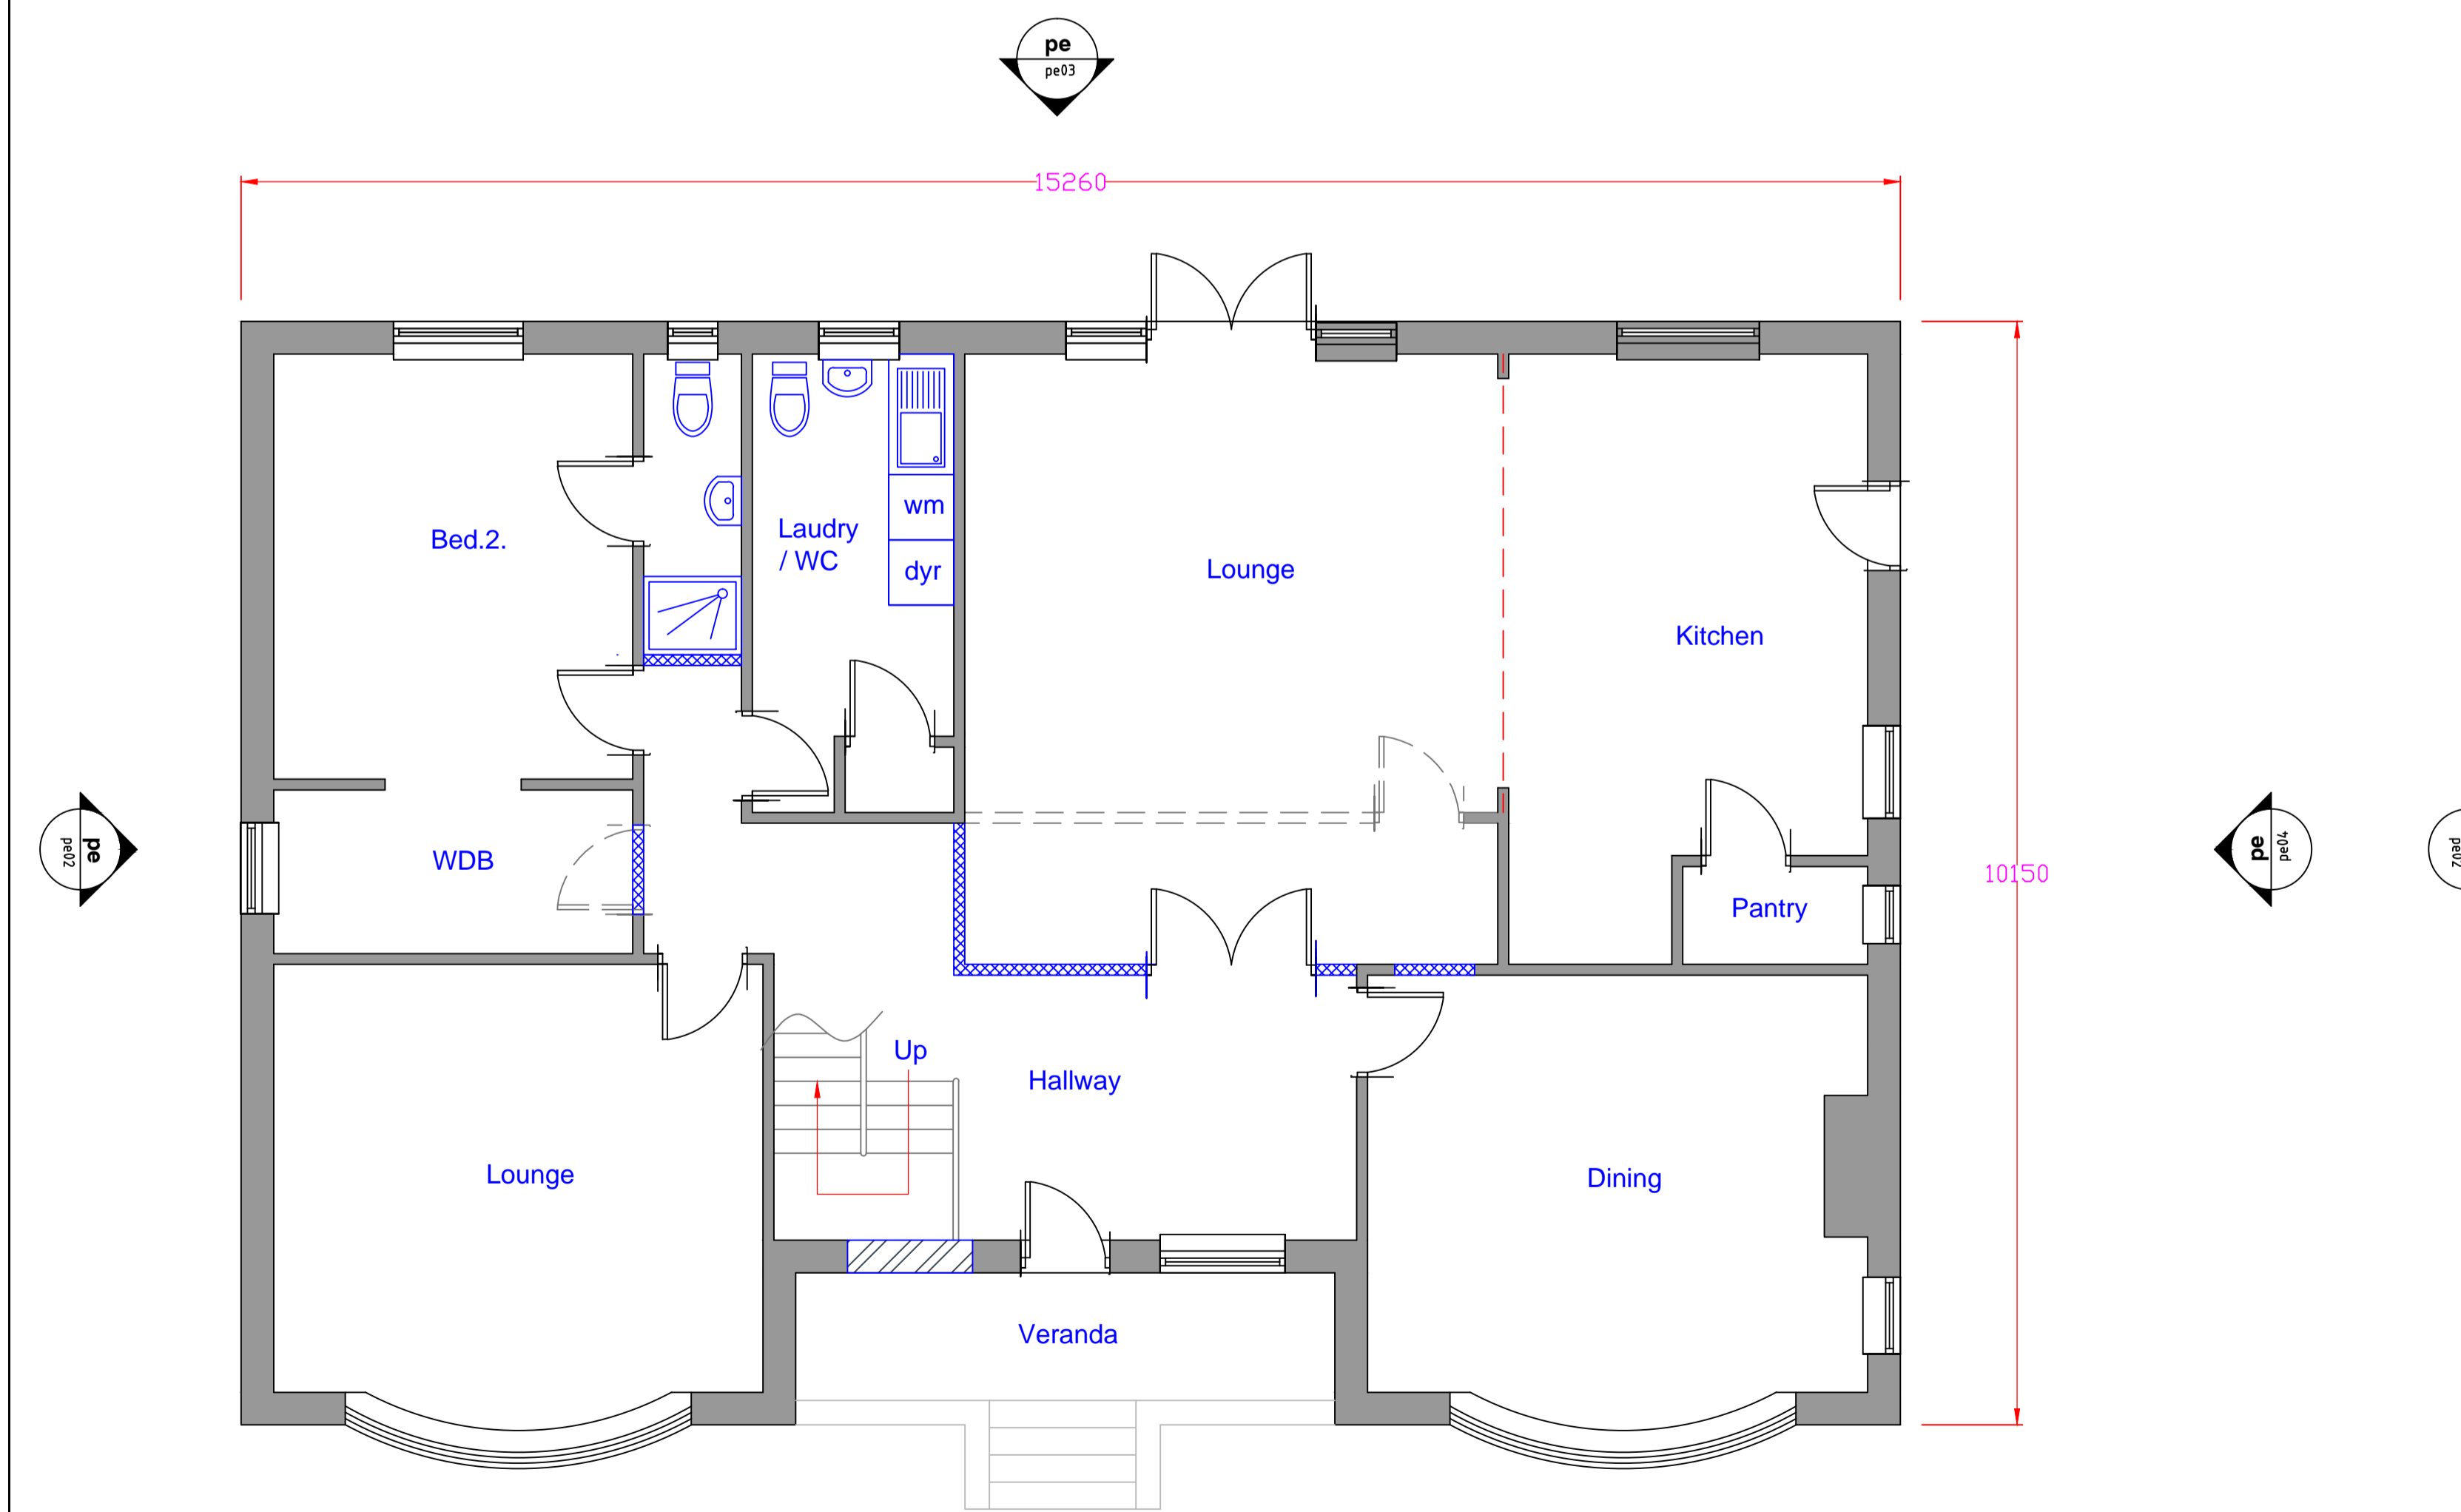 pe
pe03
15260
Bed.2.
Laudry
/ WC
wm
dyr
Lounge
Kitchen
WDB
Pantry
pe
pe02
10150
pe
pe04
pe02
Up
Hallway
Lounge
Dining
Veranda